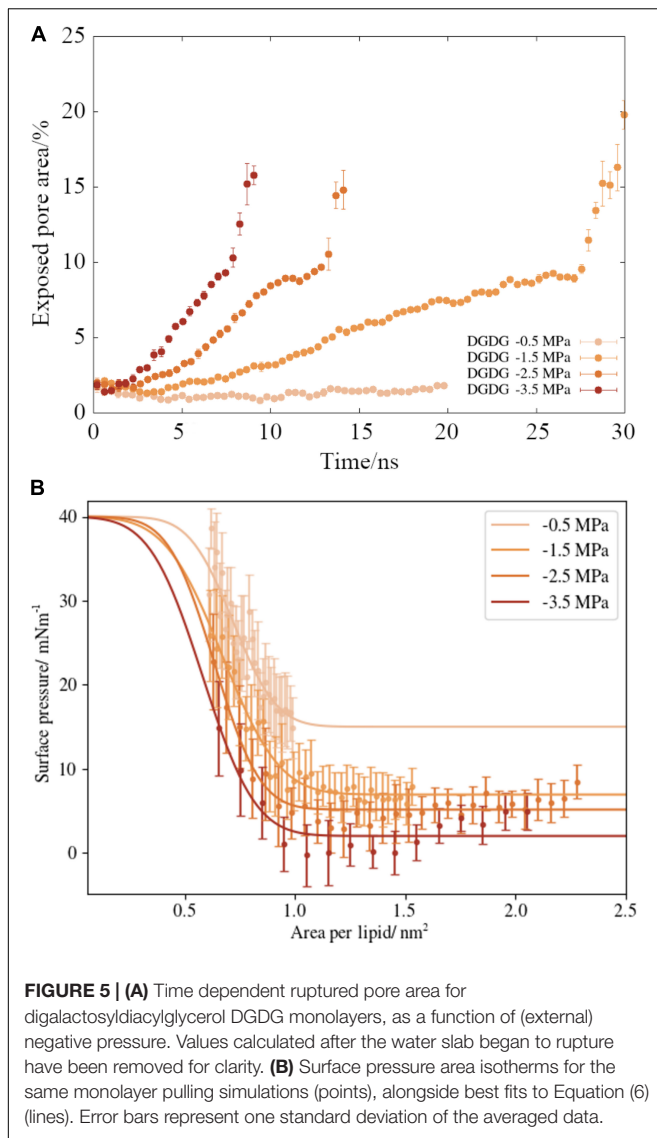 A
25
20
15
10
5
0
Exposed pore area/%
DGDG -0.5 MPa
DGDG -1.5 MPa
DGDG -2.5 MPa
DGDG -3.5 MPa
0 5 10 15 20 25 30
Time/ns
B
40
30
20
10
0
Surface pressure/ mNm-1
-0.5 MPa
-1.5 MPa
-2.5 MPa
-3.5 MPa
0.5 1.0 1.5 2.0 2.5
Area per lipid/ nm²
FIGURE 5 | (A) Time dependent ruptured pore area for
digalactosyldiacylglycerol DGDG monolayers, as a function of (external)
negative pressure. Values calculated after the water slab began to rupture
have been removed for clarity. (B) Surface pressure area isotherms for the
same monolayer pulling simulations (points), alongside best fits to Equation (6)
(lines). Error bars represent one standard deviation of the averaged data.